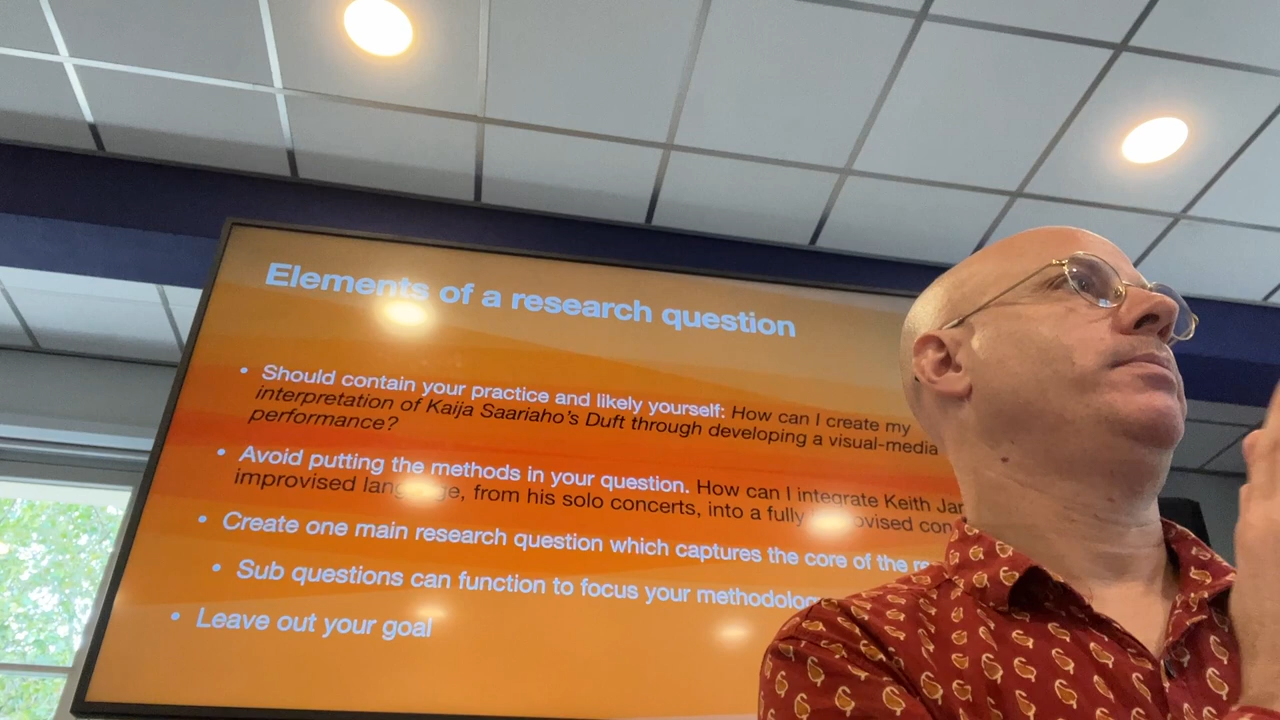 Elements of a research question
• Should contain your practice and likely yourself: How can I create my
interpretation of Kaija Saariaho's Duft through developing a visual-media
performance?
• Avoid putting the methods in your question. How can I integrate Keith
improvised, from his solo concerts, into a fully
• Create one main research question which captures the core of the
• Sub questions can function to focus your
• Leave out your goal